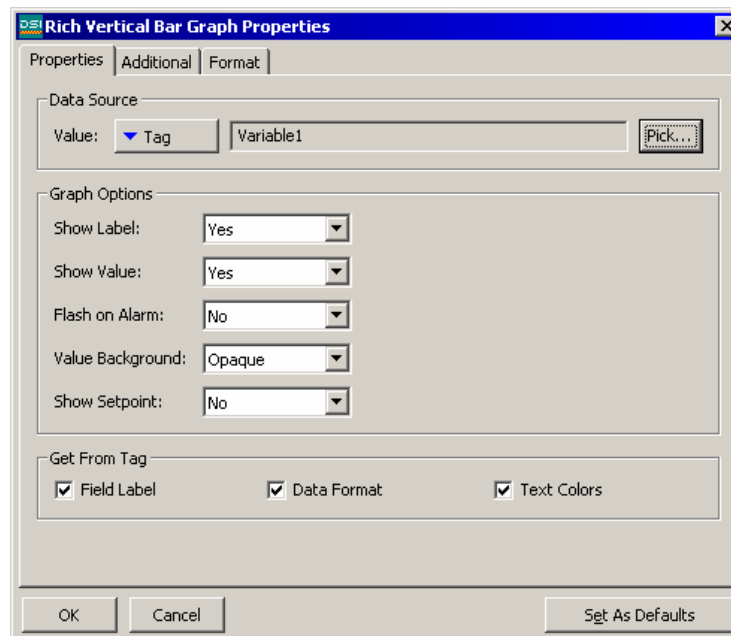 DSI Rich Vertical Bar Graph Properties
Properties Additional Format
Data Source
Value: Tag Variable1 Pick...
Graph Options
Show Label: Yes
Show Value: Yes
Flash on Alarm: No
Value Background: Opaque
Show Setpoint: No
Get From Tag
Field Label Data Format Text Colors
OK Cancel Set As Defaults